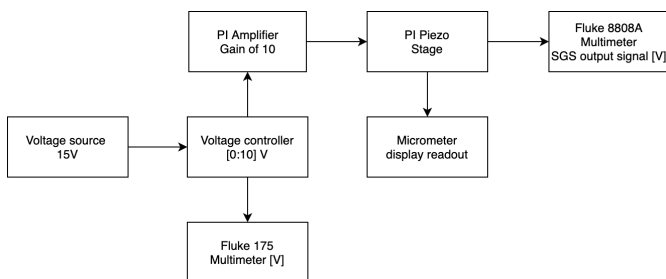 PI Amplifier
Gain of 10
PI Piezo
Stage
Fluke 8808A
Multimeter
SGS output signal [V]
Voltage source
15V
Voltage controller
[0:10] V
Micrometer
display readout
Fluke 175
Multimeter [V]